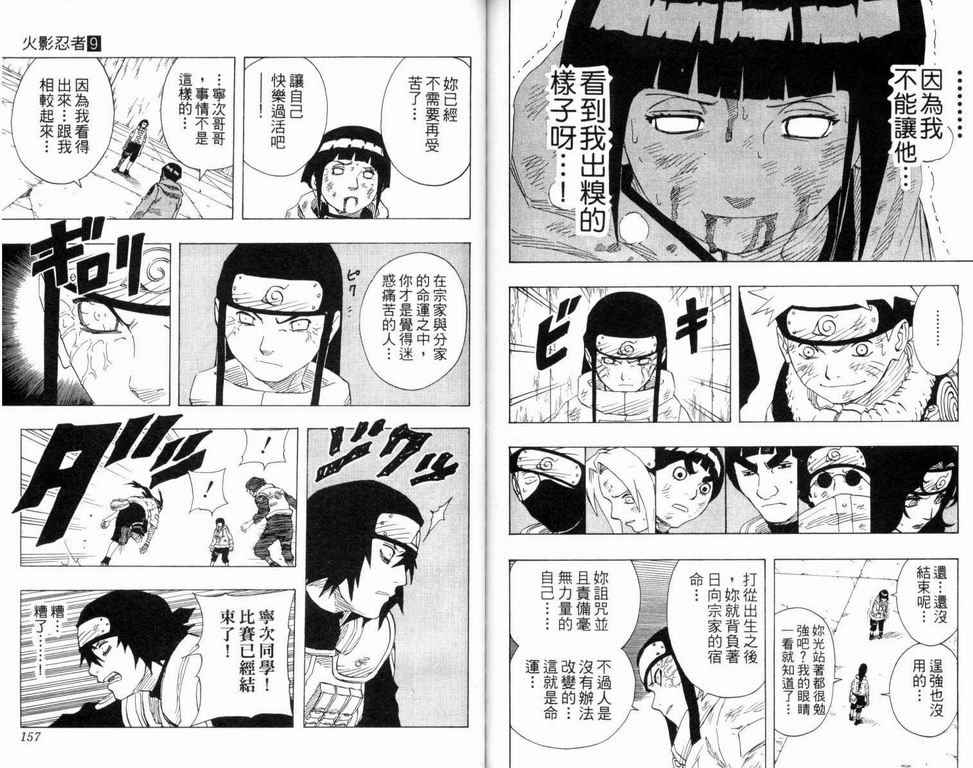 …………
因為我
不能讓他…
看到我出糗的
樣子呀…！
…………
ビキ
還…還沒
結束呢…
逞強也沒
用的…
妳光站著都很勉
強吧？我的眼睛
一看就知道了…
打從出生之後
，妳就背負著
日向宗家的宿
命…
妳詛咒並
且責備毫
無力量的
自己…
不過人是
沒有辦法
改變的…
這就是命
運…
火影忍者9
妳已經
不需要再受
苦了…
讓自己
快樂過活吧
……！
…寧次哥哥
，事情不是
這樣的…
因為我看得
出來…跟我
相較起來…
在宗家與分家
的命運之中，
你才是覺得迷
惑痛苦的人…
ピク
ギロリ
ビクッ
！
！
ダッ
寧次同學！
比賽已經結
束了！
糟…
糟了……！
157